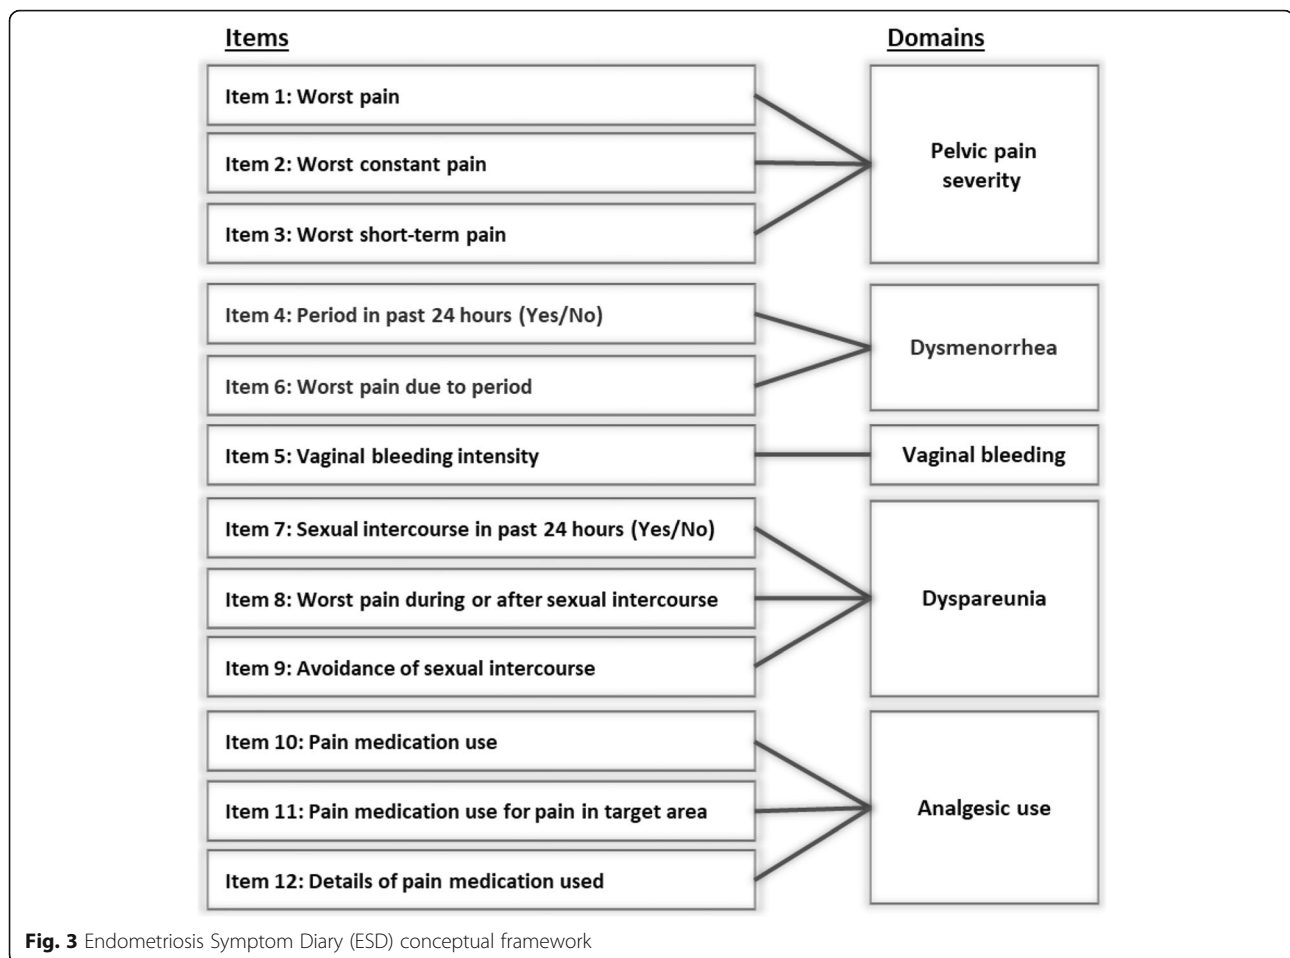 Items
Domains
Item 1: Worst pain
Item 2: Worst constant pain
Item 3: Worst short-term pain
Pelvic pain
severity
Item 4: Period in past 24 hours (Yes/No)
Item 6: Worst pain due to period
Dysmenorrhea
Item 5: Vaginal bleeding intensity
Vaginal bleeding
Item 7: Sexual intercourse in past 24 hours (Yes/No)
Item 8: Worst pain during or after sexual intercourse
Item 9: Avoidance of sexual intercourse
Dyspareunia
Item 10: Pain medication use
Item 11: Pain medication use for pain in target area
Item 12: Details of pain medication used
Analgesic use
Fig. 3 Endometriosis Symptom Diary (ESD) conceptual framework